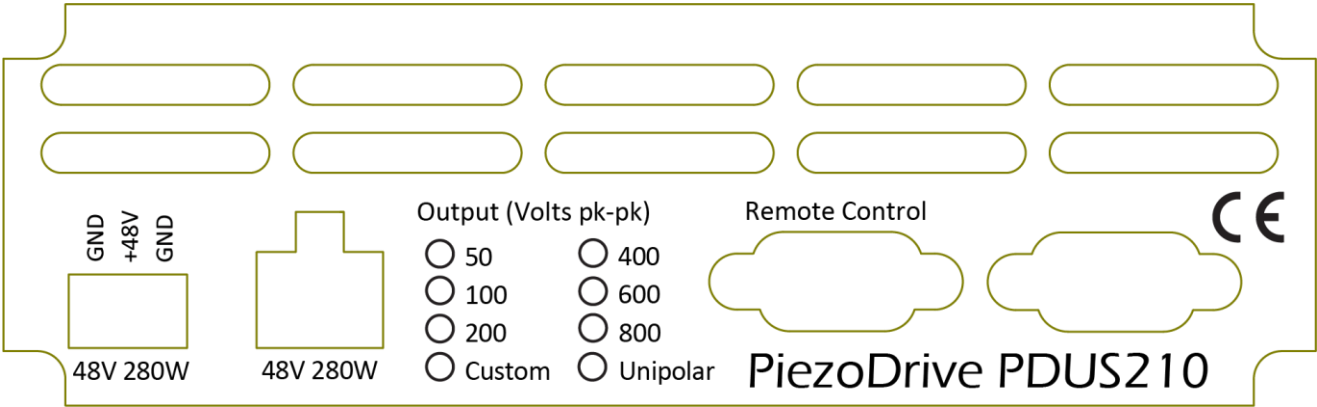 GND
+48V
GND
48V 280W
48V 280W
Output (Volts pk-pk)
50
400
100
600
200
800
Custom
Unipolar
Remote Control
CE
PiezoDrive PDUS210